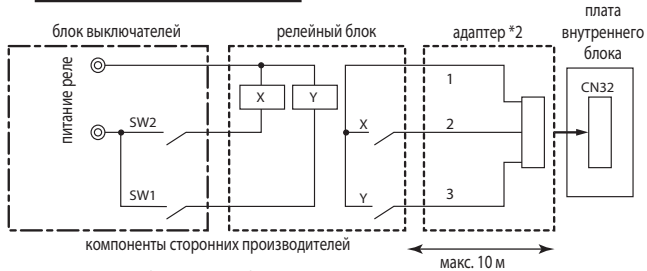 плата
внутреннего
блока
блок выключателей
релейный блок
адаптер *2
CN32
питание реле
X
Y
1
SW2
X
2
SW1
Y
3
компоненты сторонних производителей
макс. 10 м